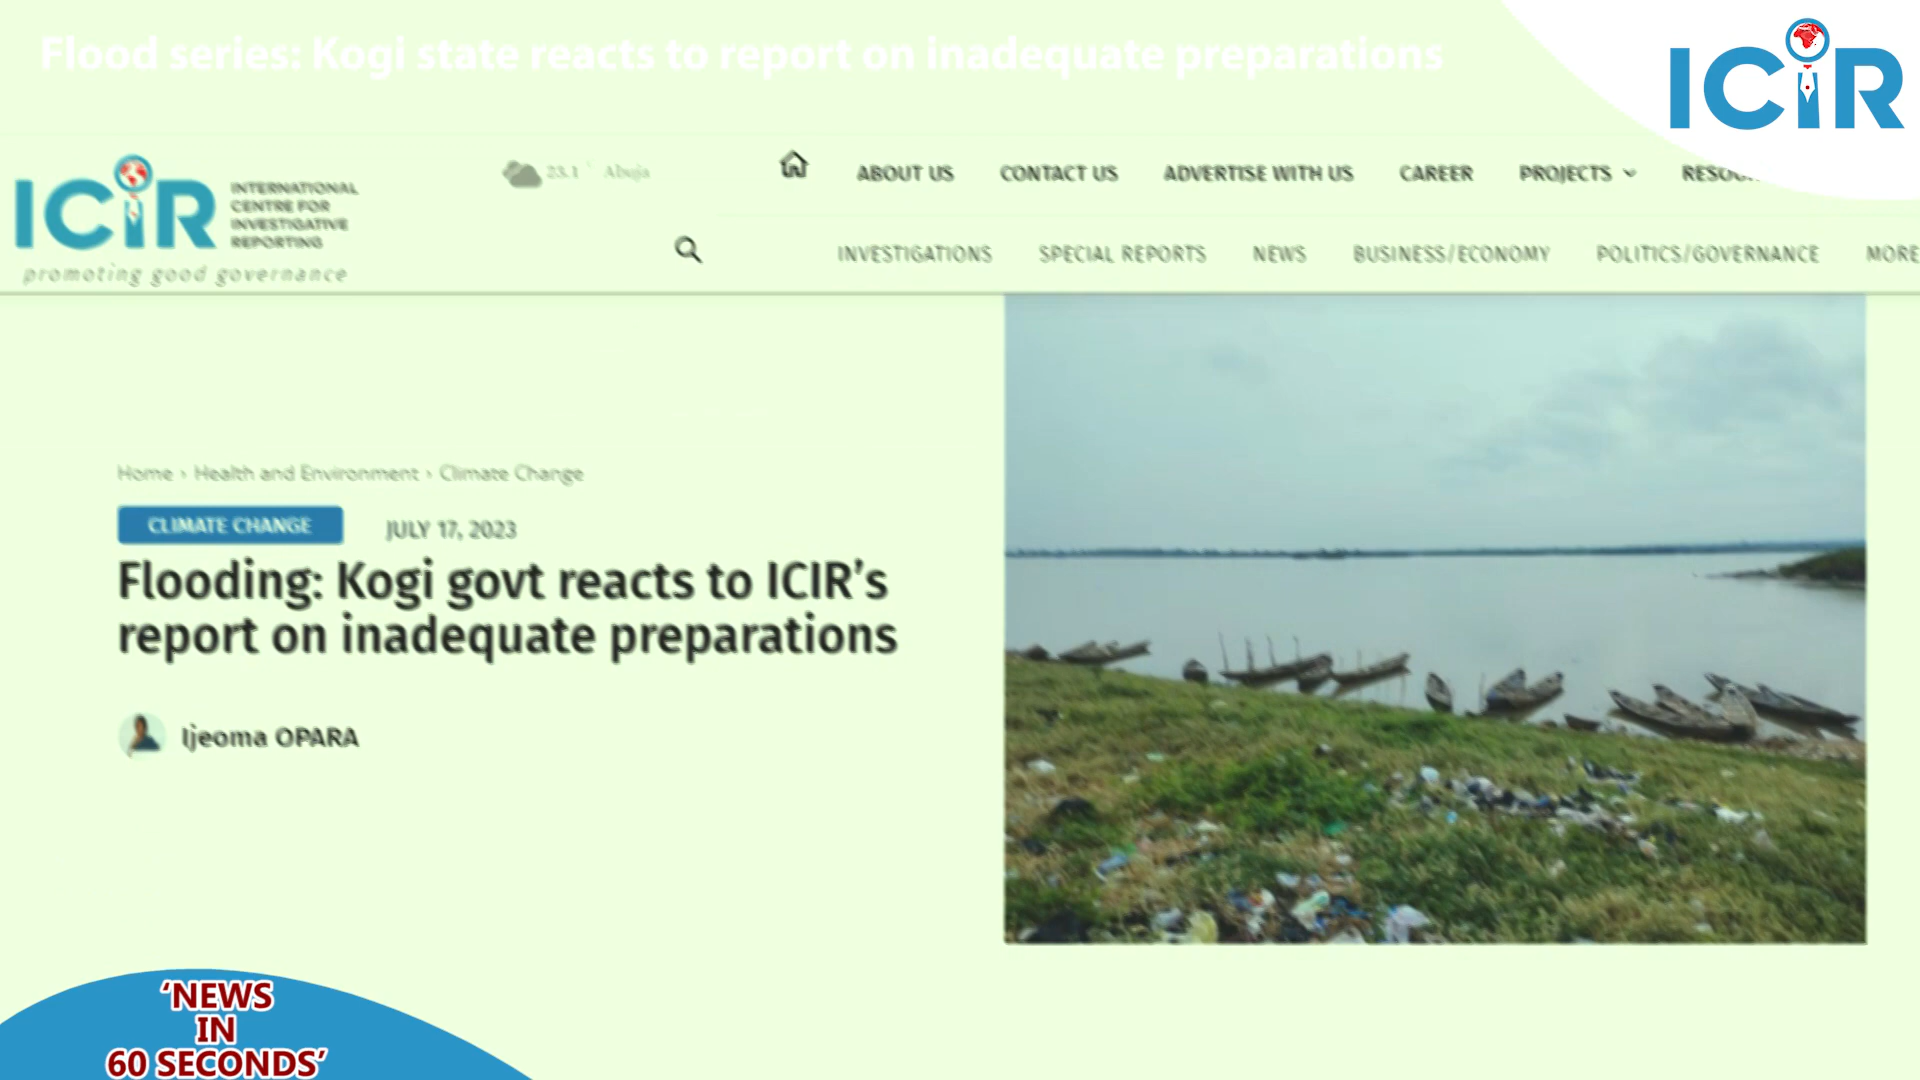 Flood series: Kogi state reacts to report on inadequate preparations
ICiR
ICiR
INTERNATIONAL
CENTRE FOR
INVESTIGATIVE
REPORTING
promoting good governance
23.1 ° Abuja
ABOUT US CONTACT US ADVERTISE WITH US CAREER PROJECTS
INVESTIGATIONS SPECIAL REPORTS NEWS BUSINESS/ECONOMY POLITICS/GOVERNANCE MORE
Home › Health and Environment › Climate Change
CLIMATE CHANGE JULY 17, 2023
Flooding: Kogi govt reacts to ICIR’s
report on inadequate preparations
Ijeoma OPARA
‘NEWS
IN
60 SECONDS’